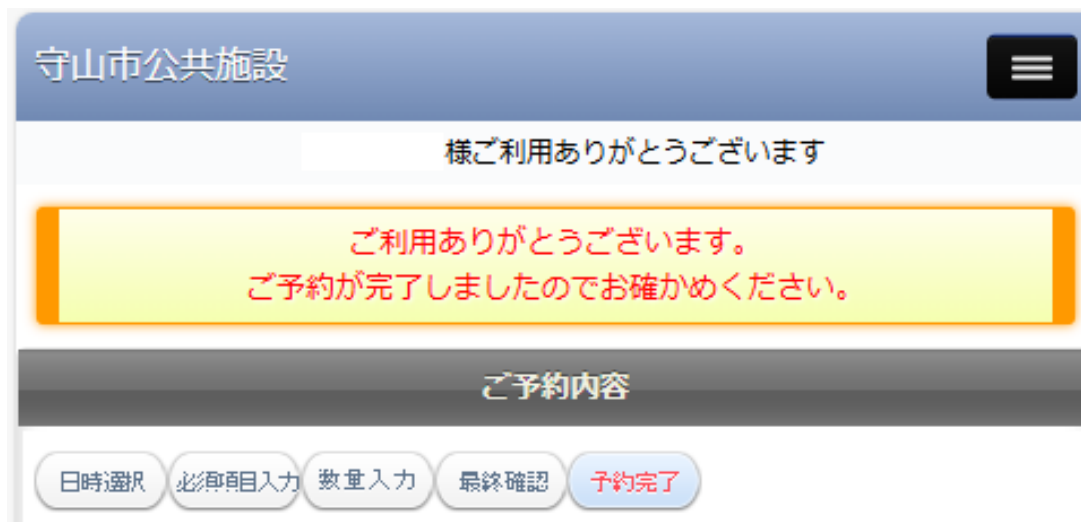 守山市公共施設
様ご利用ありがとうございます
ご利用ありがとうございます。
ご予約が完了しましたのでお確かめください。
ご予約内容
日時選択 必須項目入力 数量入力 最終確認 予約完了